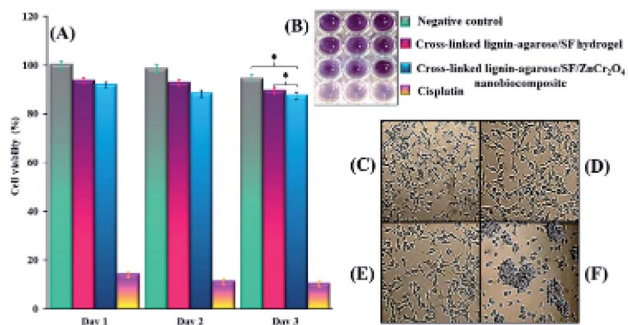 120
(A)
(B)
Negative control
Cross-linked lignin-agarose/SF hydrogel
Cross-linked lignin-agarose/SF/ZnCr2O4
nanobiocomposite
Cisplatin
*
*
100
80
60
40
20
0
Cell viability (%)
Day 1
Day 2
Day 3
(C)
(D)
(E)
(F)